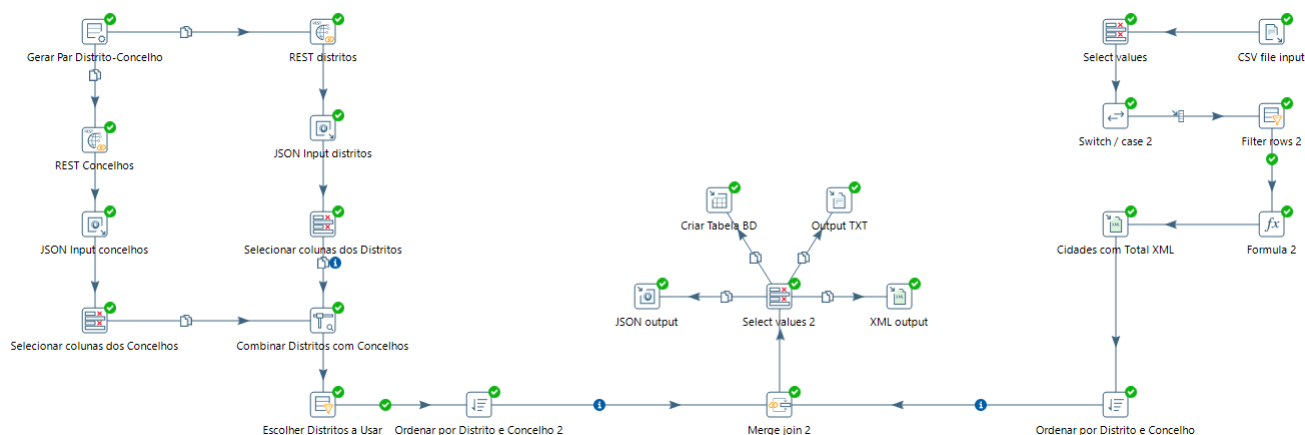 Gerar Par Distrito-Concelho
REST distritos
Select values
CSV file input
REST Concelhos
JSON Input distritos
Switch / case 2
Filter rows 2
JSON Input concelhos
Selecionar colunas dos Distritos
Criar Tabela BD
Output TXT
Cidades com Total XML
Formula 2
Selecionar colunas dos Concelhos
Combinar Distritos com Concelhos
JSON output
Select values 2
XML output
Escolher Distritos a Usar
Ordenar por Distrito e Concelho 2
Merge join 2
Ordenar por Distrito e Concelho